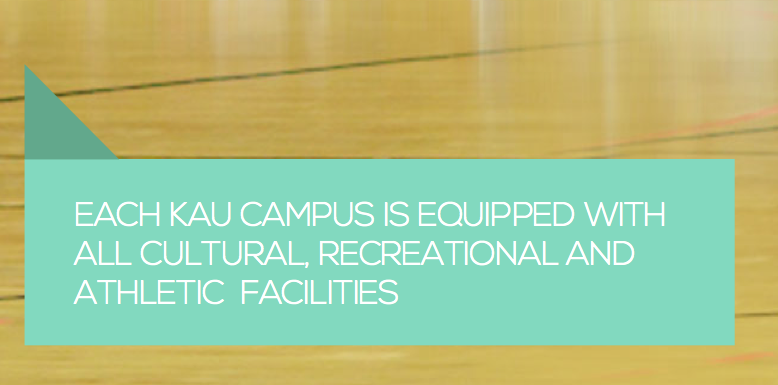 EACH KAU CAMPUS IS EQUIPPED WITH
ALL CULTURAL, RECREATIONAL AND
ATHLETIC  FACILITIES